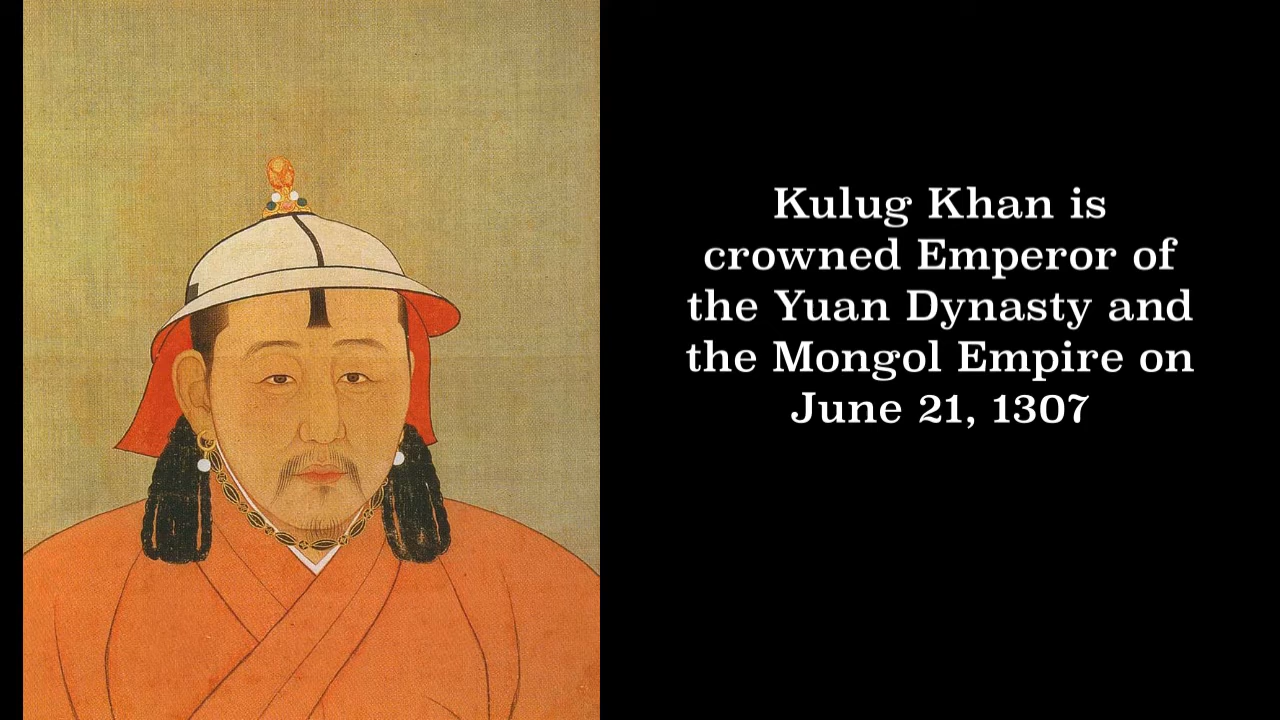 Kulug Khan is
crowned Emperor of
the Yuan Dynasty and
the Mongol Empire on
June 21, 1307